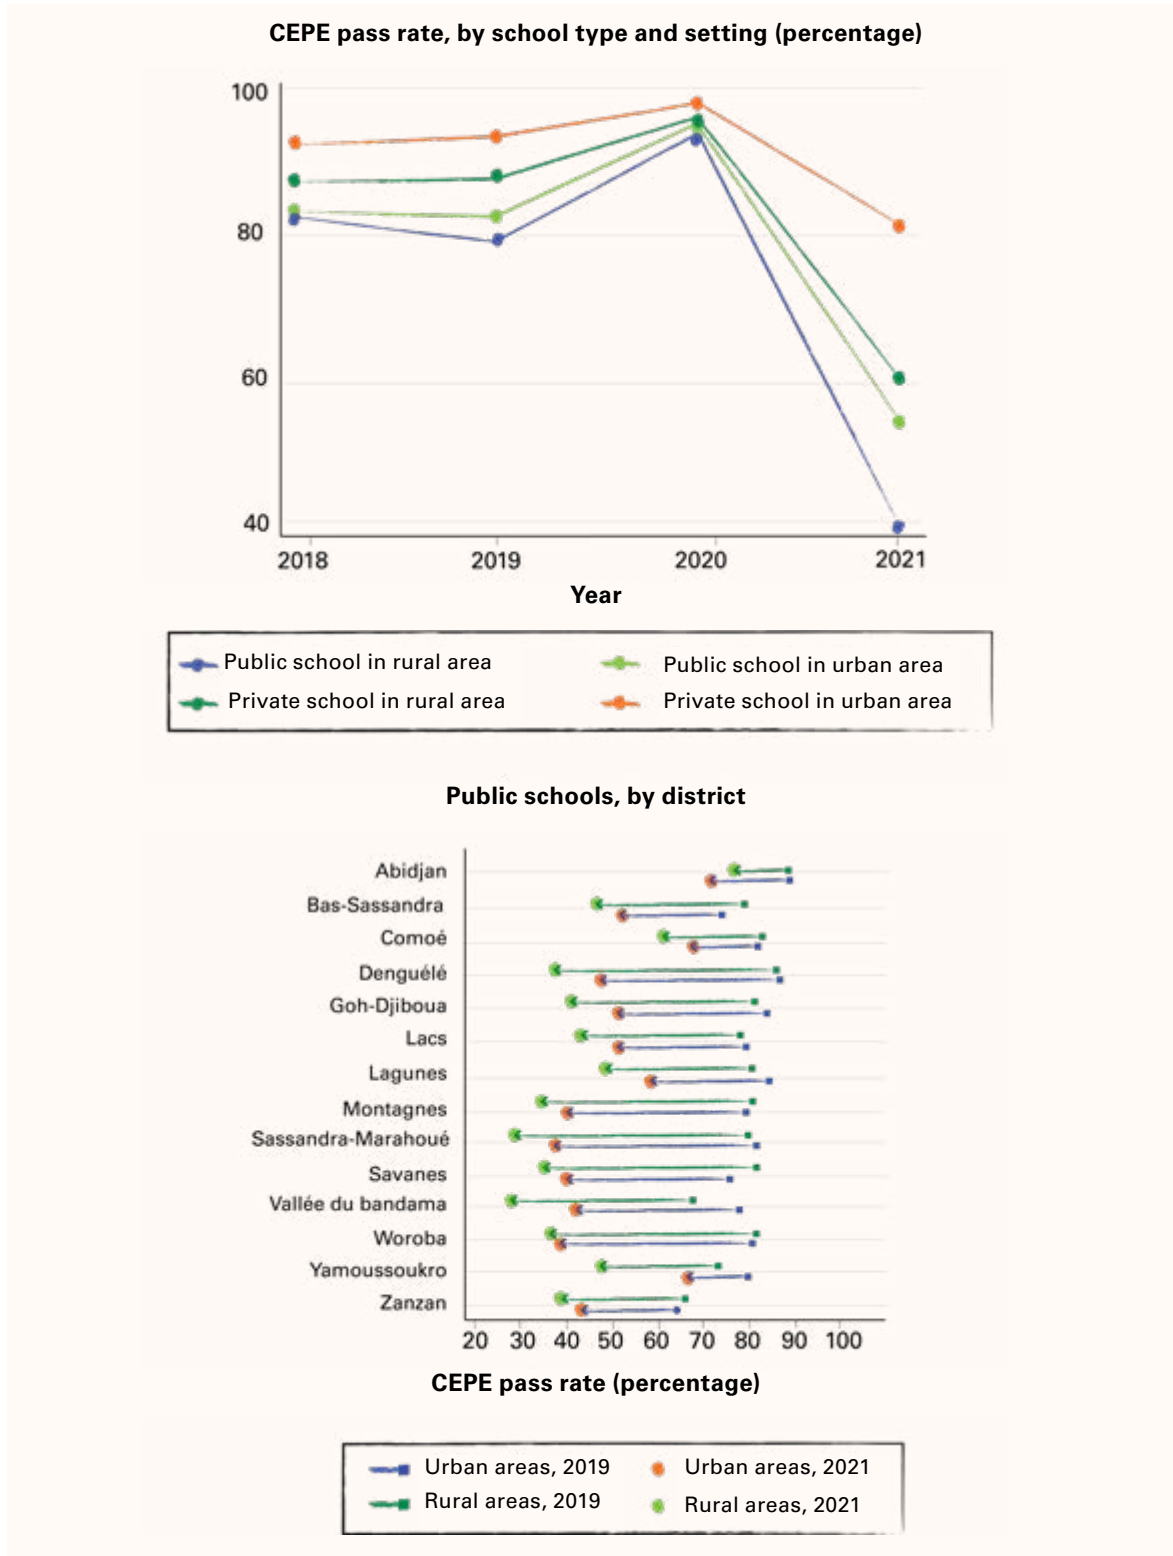 CEPE pass rate, by school type and setting (percentage)
100
80
60
40
2018 2019 2020 2021
Year
Public school in rural area Public school in urban area
Private school in rural area Private school in urban area
Public schools, by district
Abidjan
Bas-Sassandra
Comoé
Denguélé
Goh-Djiboua
Lacs
Lagunes
Montagnes
Sassandra-Marahoué
Savanes
Vallée du bandama
Woroba
Yamoussoukro
Zanzan
20 30 40 50 60 70 80 90 100
CEPE pass rate (percentage)
Urban areas, 2019 Urban areas, 2021
Rural areas, 2019 Rural areas, 2021